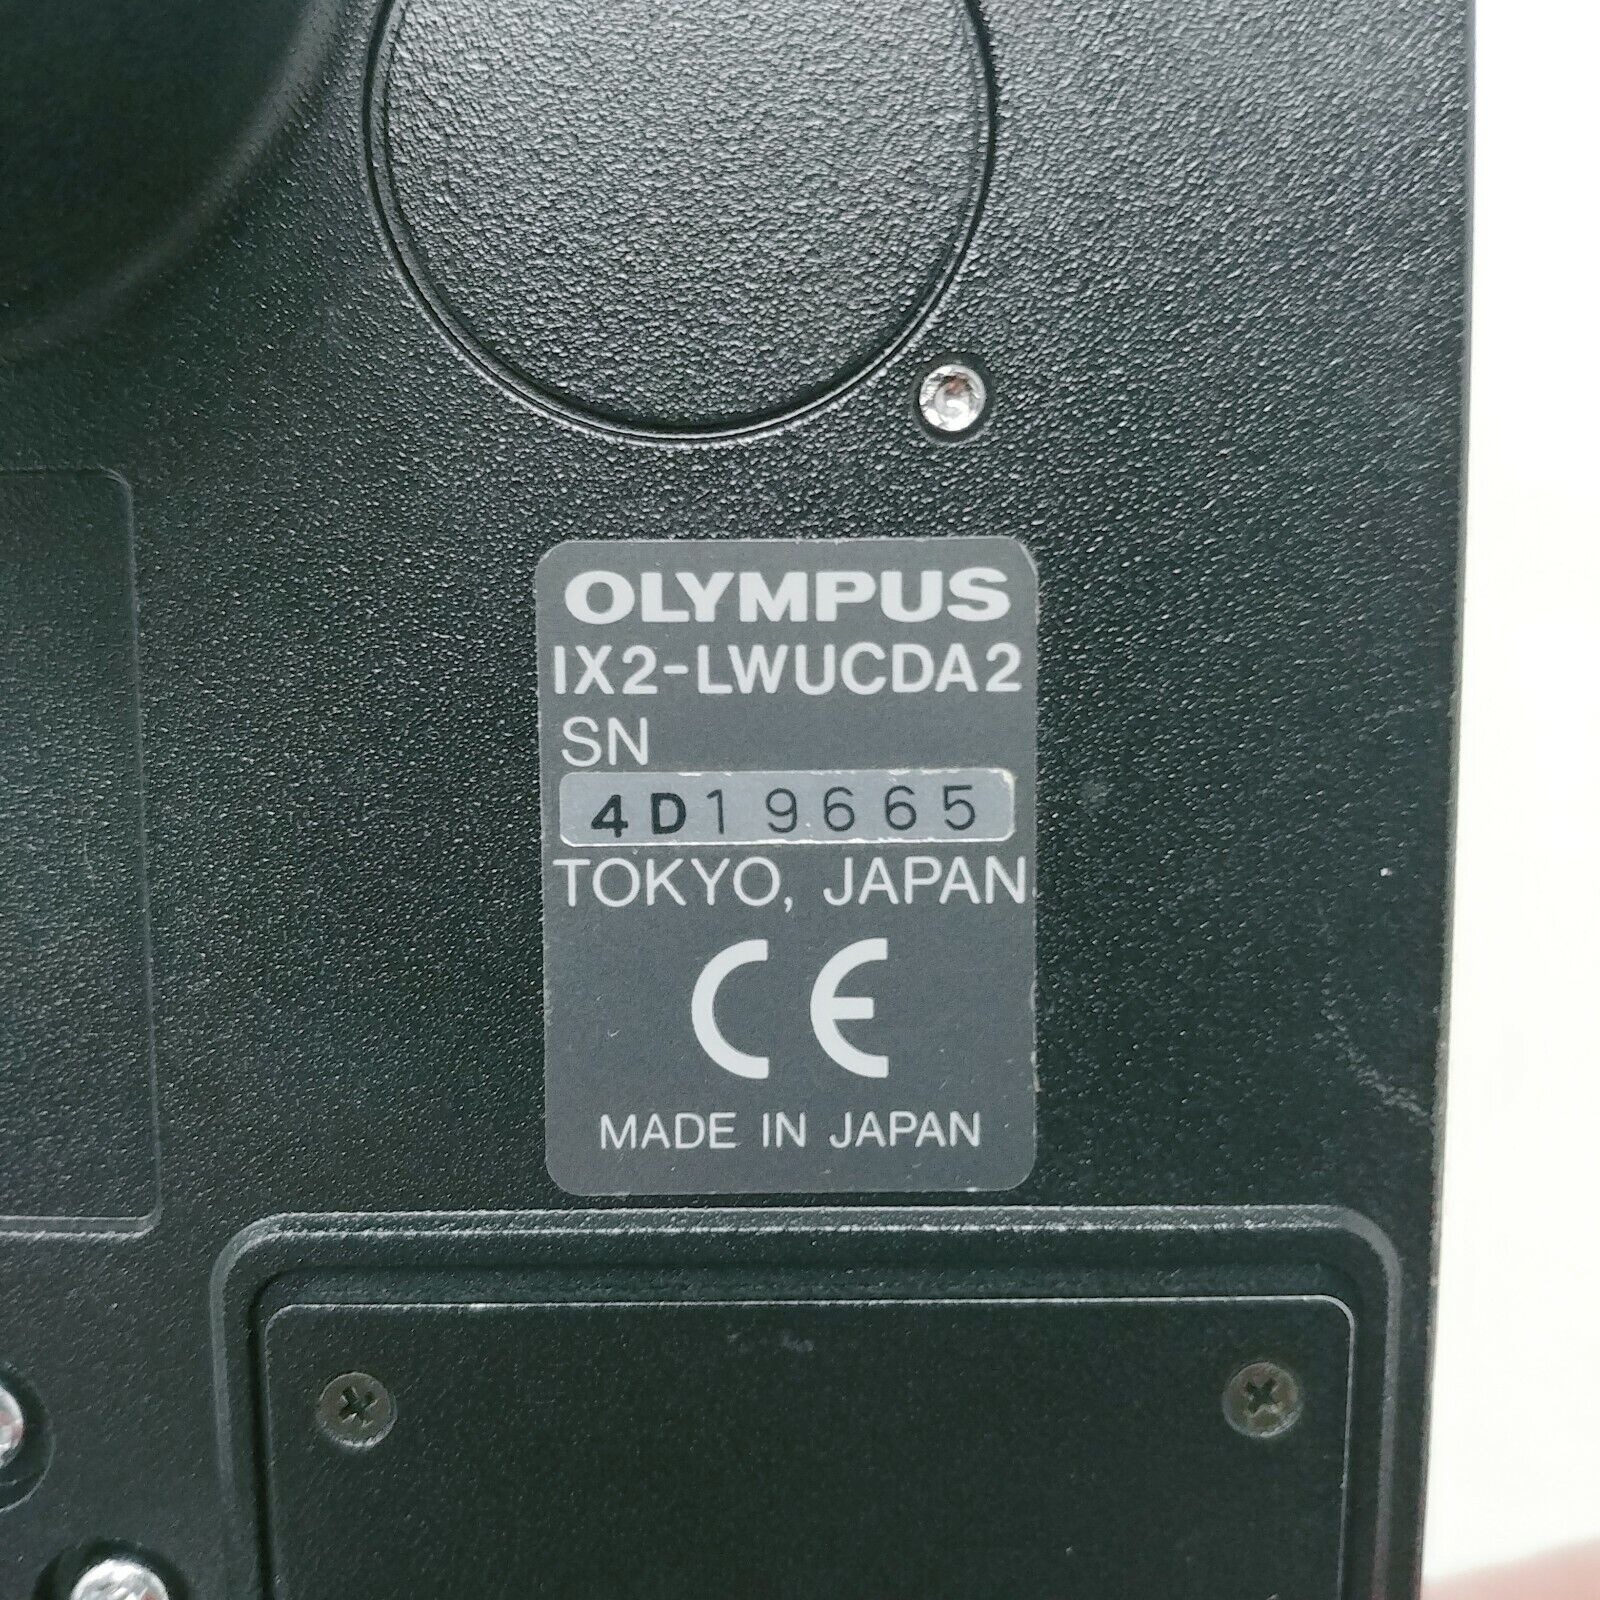 OLYMPUS
IX2-LWUCDA2
SN
4D19665
TOKYO, JAPAN
CE
MADE IN JAPAN